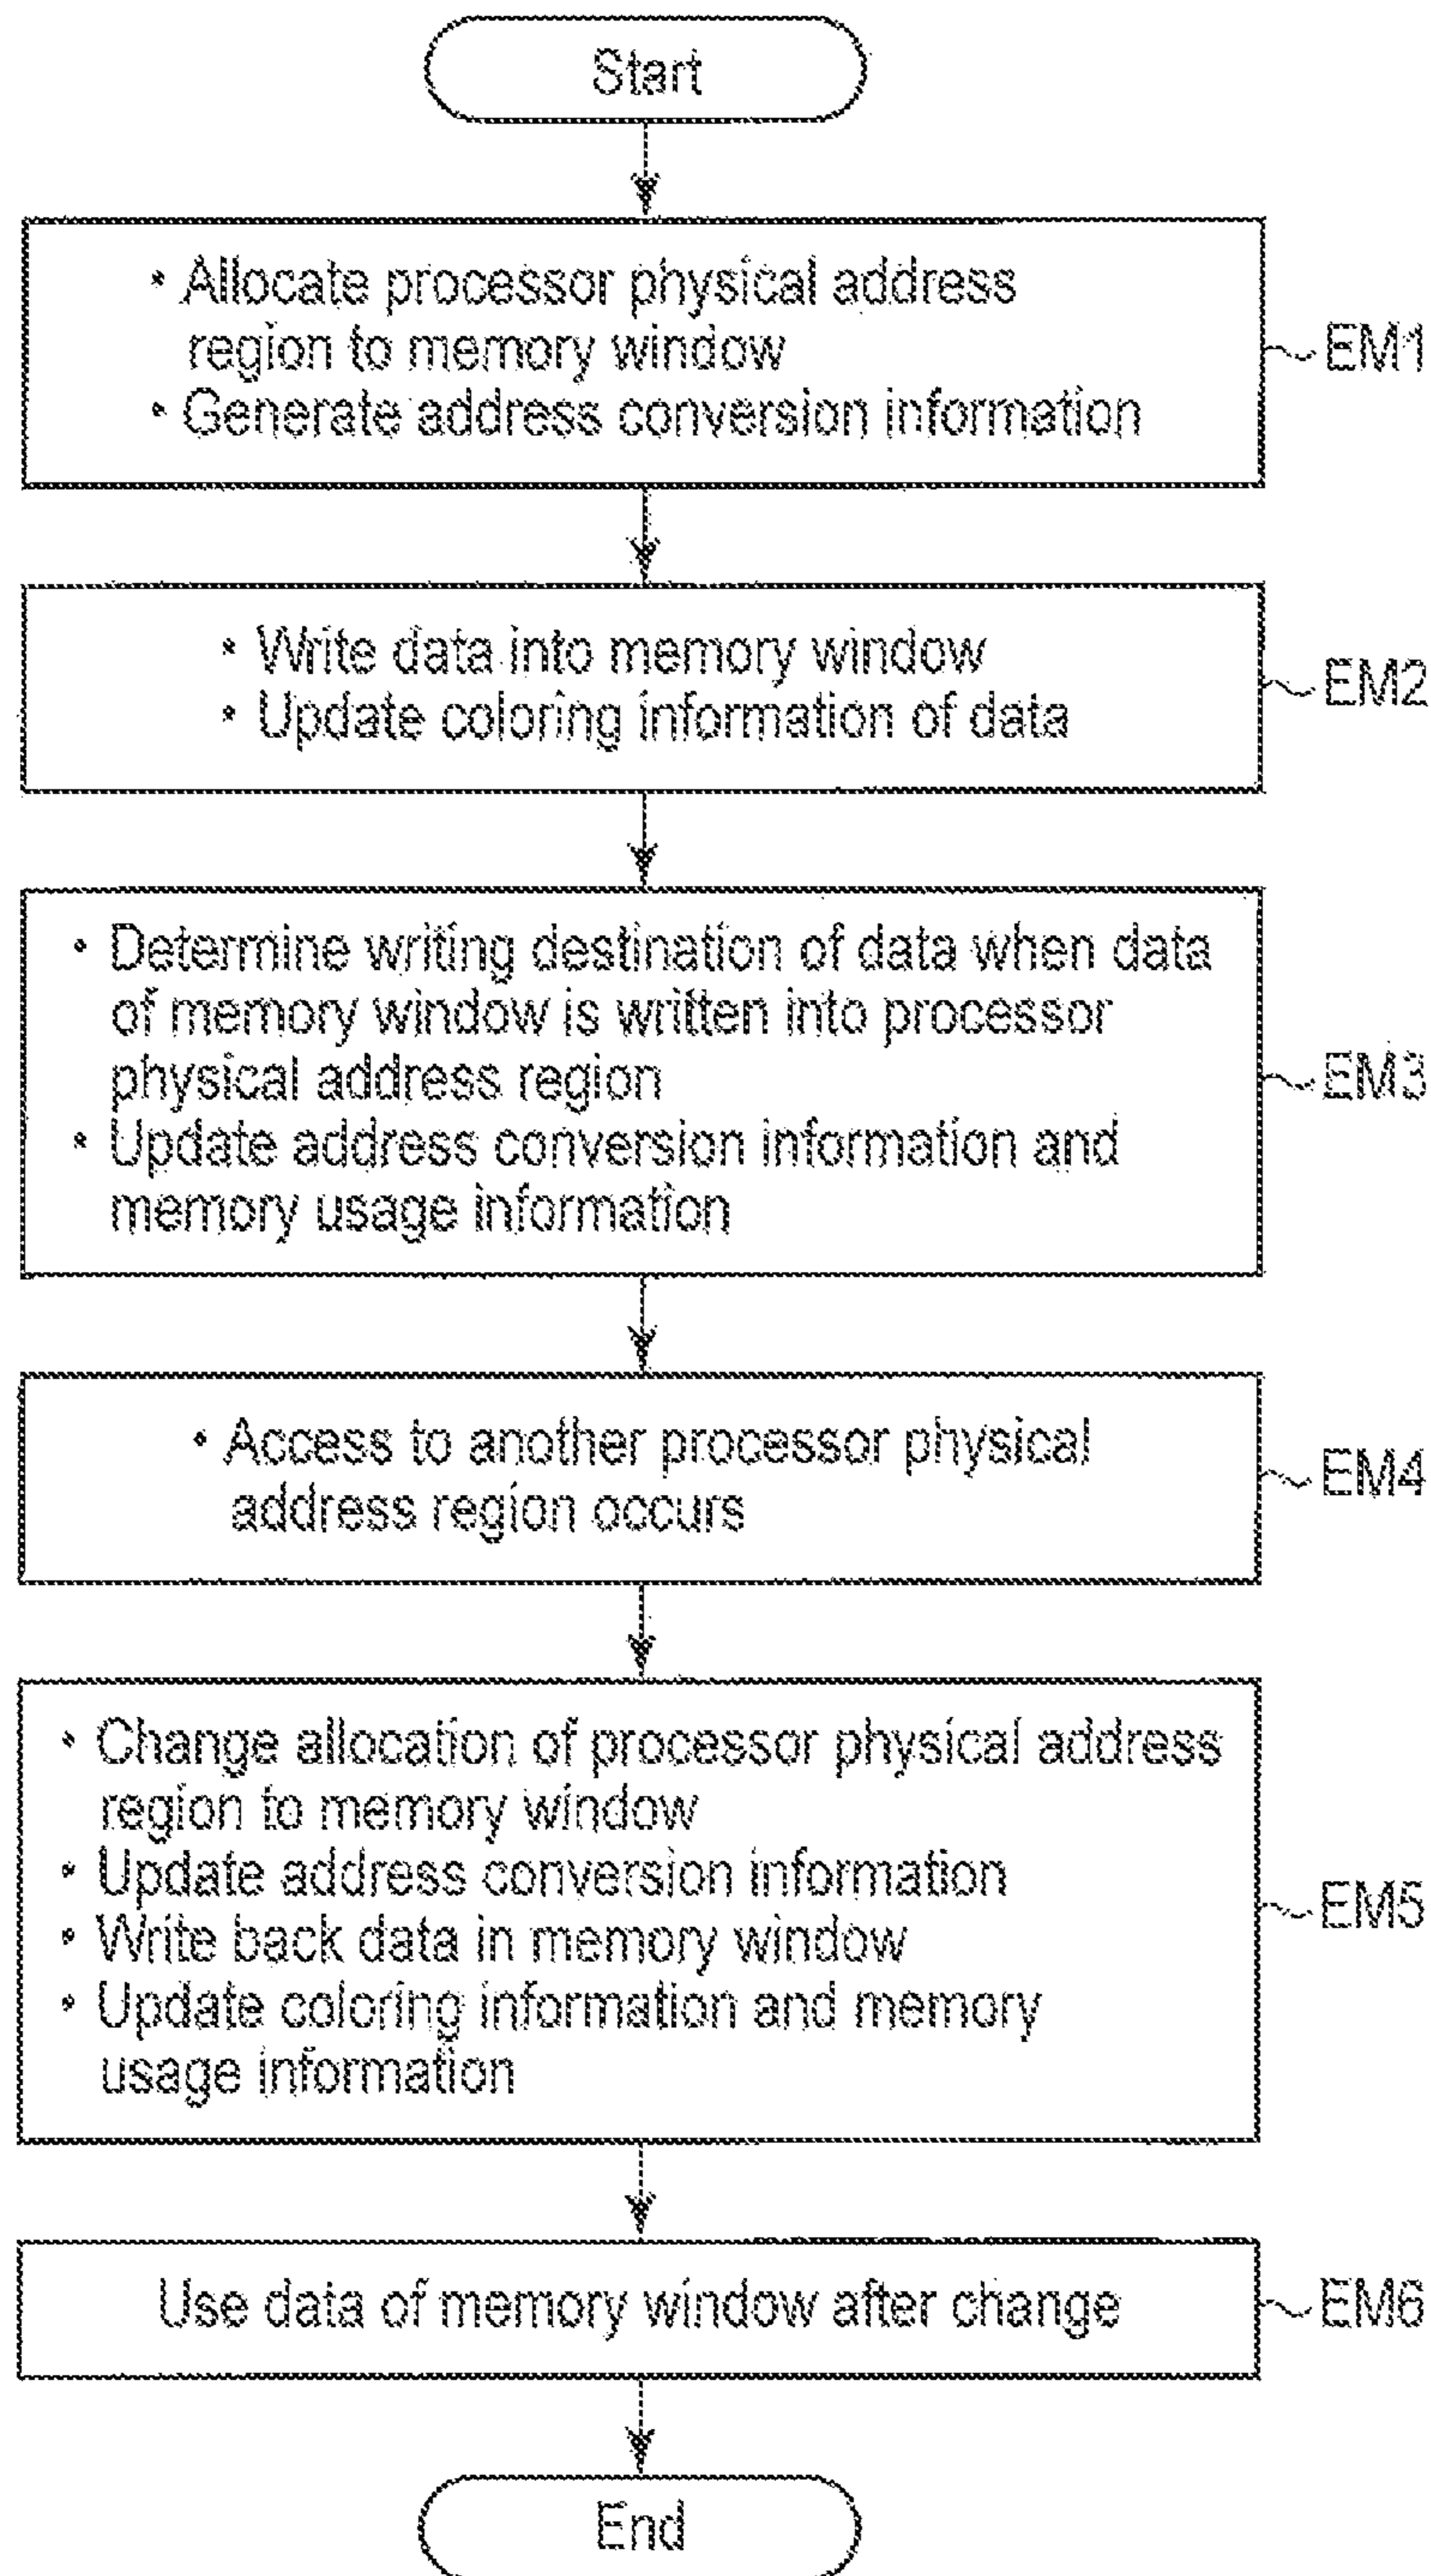 Start
• Allocate processor physical address
region to memory window
• Generate address conversion information
EM1
• Write data into memory window
• Update coloring information of data
EM2
• Determine writing destination of data when data
of memory window is written into processor
physical address region
• Update address conversion information and
memory usage information
EM3
• Access to another processor physical
address region occurs
EM4
• Change allocation of processor physical address
region to memory window
• Update address conversion information
• Write back data in memory window
• Update coloring information and memory
usage information
EM5
Use data of memory window after change
EM6
End